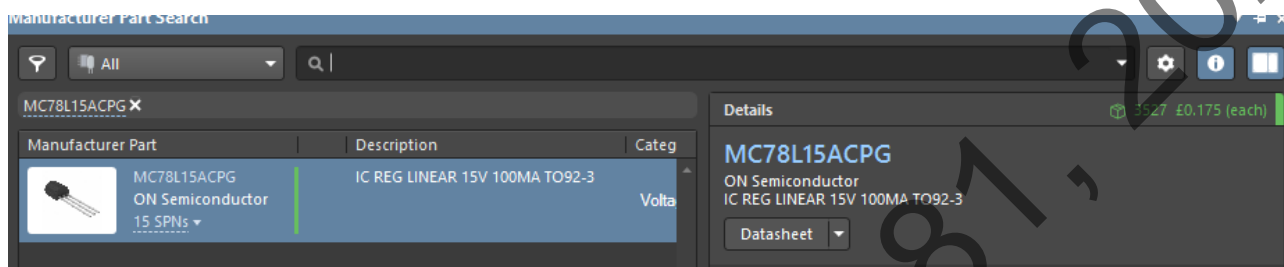 Manufacturer Part Search
All
MC78L15ACPG
Details
3527 £0.175 (each)
Manufacturer Part
Description
Categ
MC78L15ACPG
ON Semiconductor
15 SPNs
IC REG LINEAR 15V 100MA TO92-3
Volta
MC78L15ACPG
ON Semiconductor
IC REG LINEAR 15V 100MA TO92-3
Datasheet